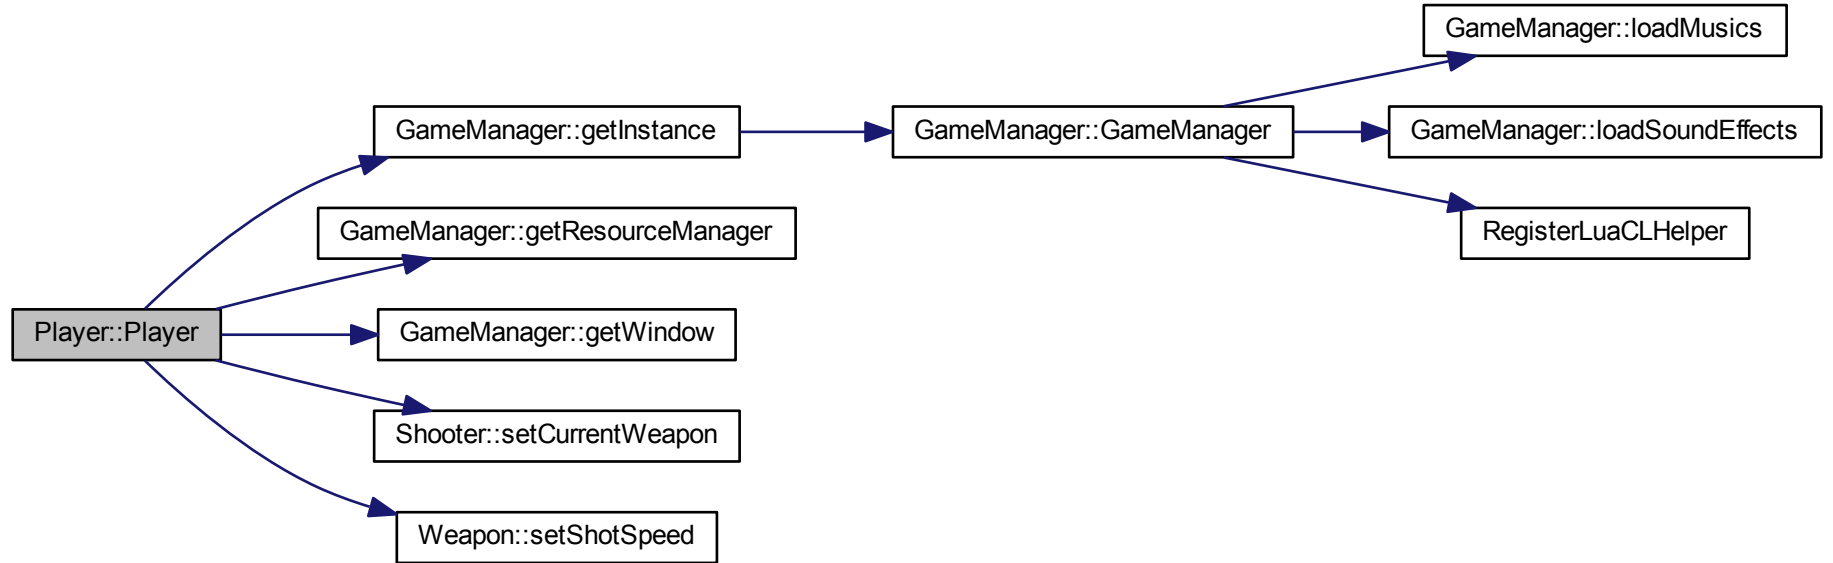 GameManager::loadMusics
GameManager::getInstance
GameManager::GameManager
GameManager::loadSoundEffects
GameManager::getResourceManager
RegisterLuaCLHelper
Player::Player
GameManager::getWindow
Shooter::setCurrentWeapon
Weapon::setShotSpeed